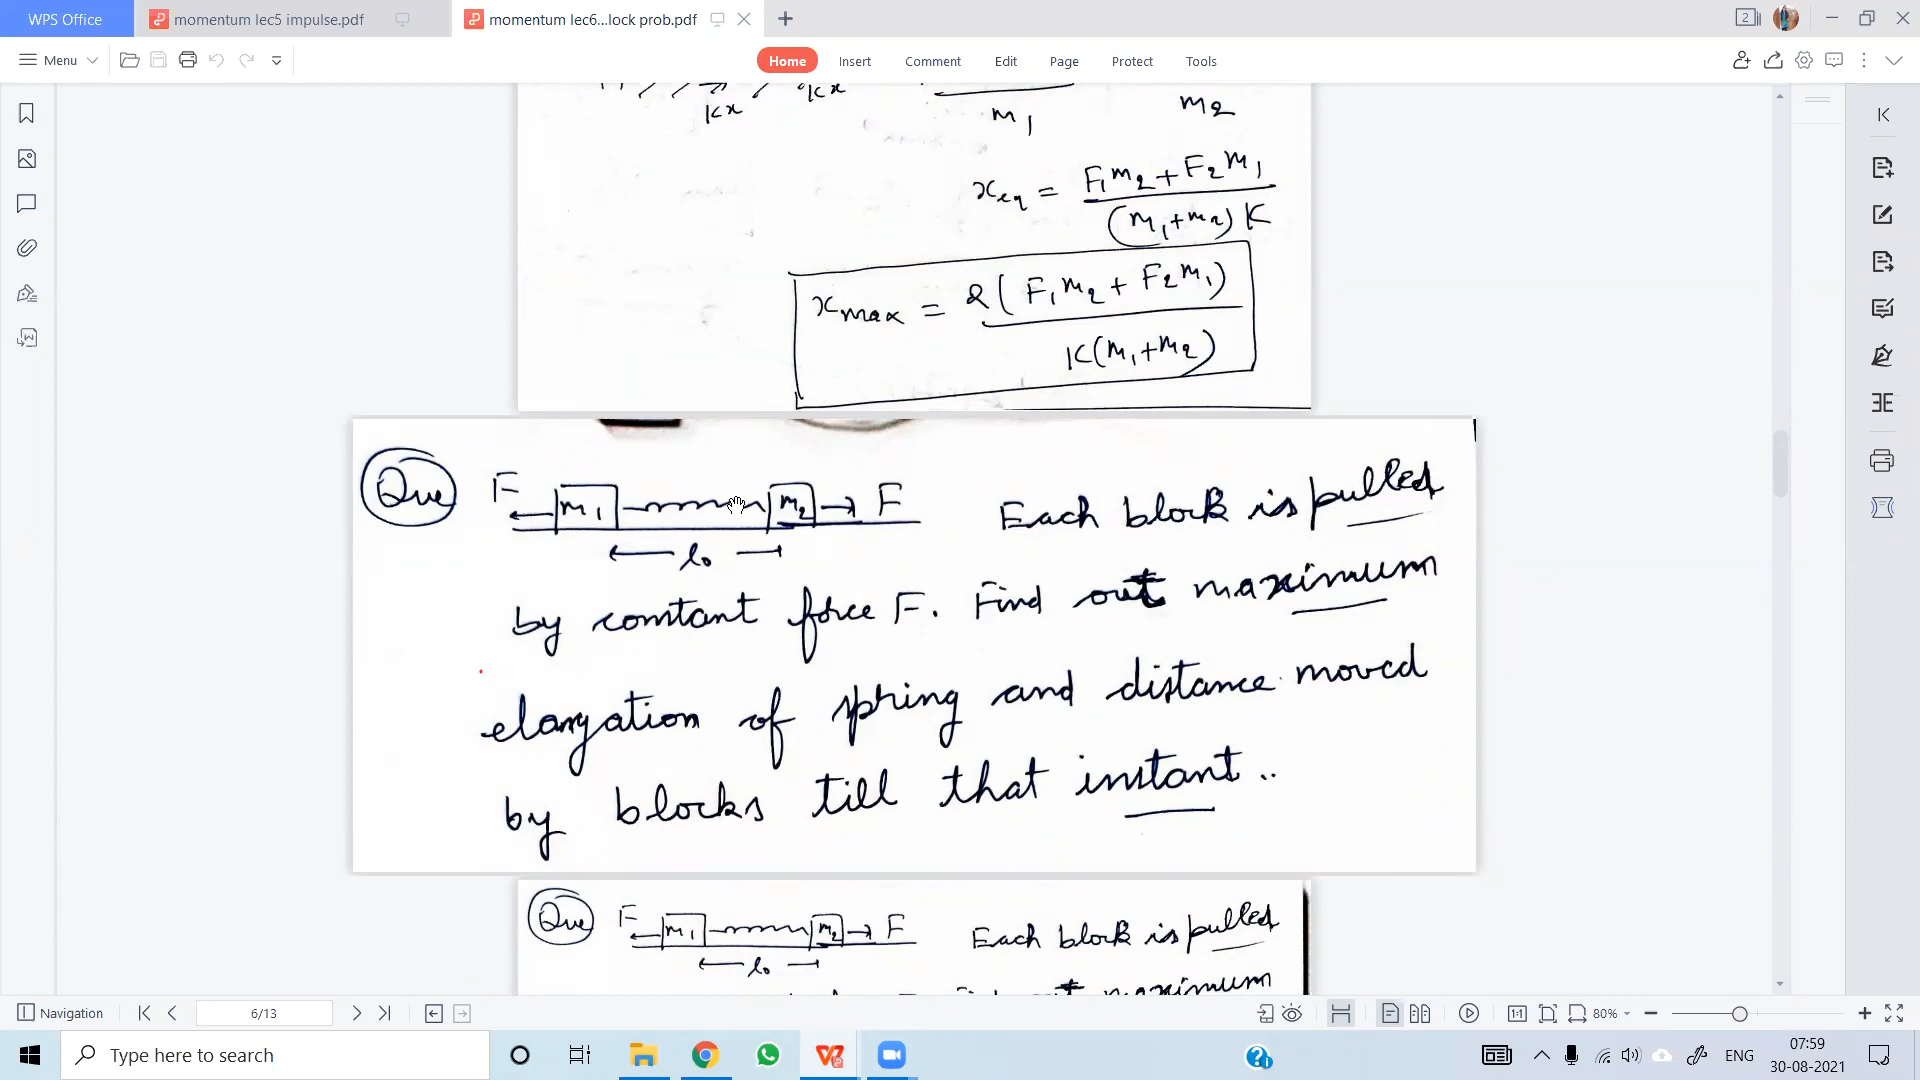 WPS Office
momentum lec5 impulse.pdf
momentum lec6...lock prob.pdf
2
Menu
Home
Insert
Comment
Edit
Page
Protect
Tools
kx
kx
m1
m2
xeq = F1m2 + F2m1
(m1+m2) K
xmax = 2 ( F1m2 + F2m1 )
K(m1+m2)
Que
F m1 m2 F
l0
Each block is pulled
by constant force F. Find out maximum
elongation of spring and distance moved
by blocks till that instant..
Que F m1 m2 F
l0
Each block is pulled
maximum
Navigation
6/13
1:1
80%
Type here to search
ENG
07:59
30-08-2021